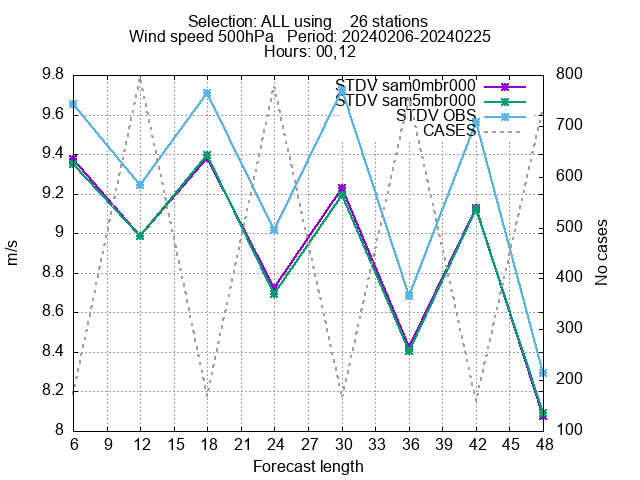 Selection: ALL using    26 stations
Wind speed 500hPa   Period: 20240206-20240225
Hours: 00,12
STDV sam0mbr000
STDV sam5mbr000
STDV OBS
CASES
9.8
9.6
9.4
9.2
9
8.8
8.6
8.4
8.2
8
m/s
800
700
600
500
400
300
200
100
No cases
6 9 12 15 18 21 24 27 30 33 36 39 42 45 48
Forecast length